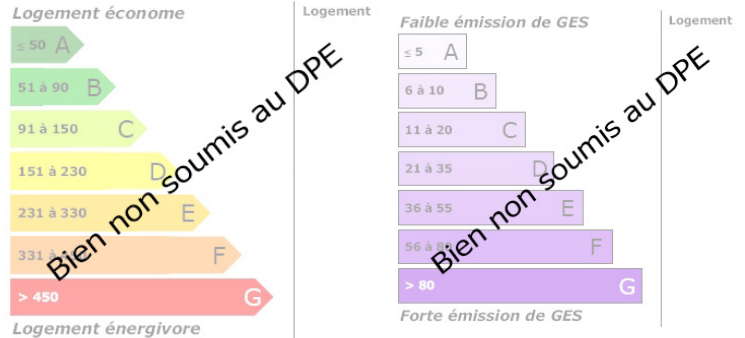 Logement économe
Logement
≤ 50 A
51 à 90 B
91 à 150 C
151 à 230 D
231 à 330 E
331 à F
> 450 G
Logement énergivore
Bien non soumis au DPE
Faible émission de GES
Logement
≤ 5 A
6 à 10 B
11 à 20 C
21 à 35 D
36 à 55 E
56 à 80 F
> 80 G
Forte émission de GES
Bien non soumis au DPE